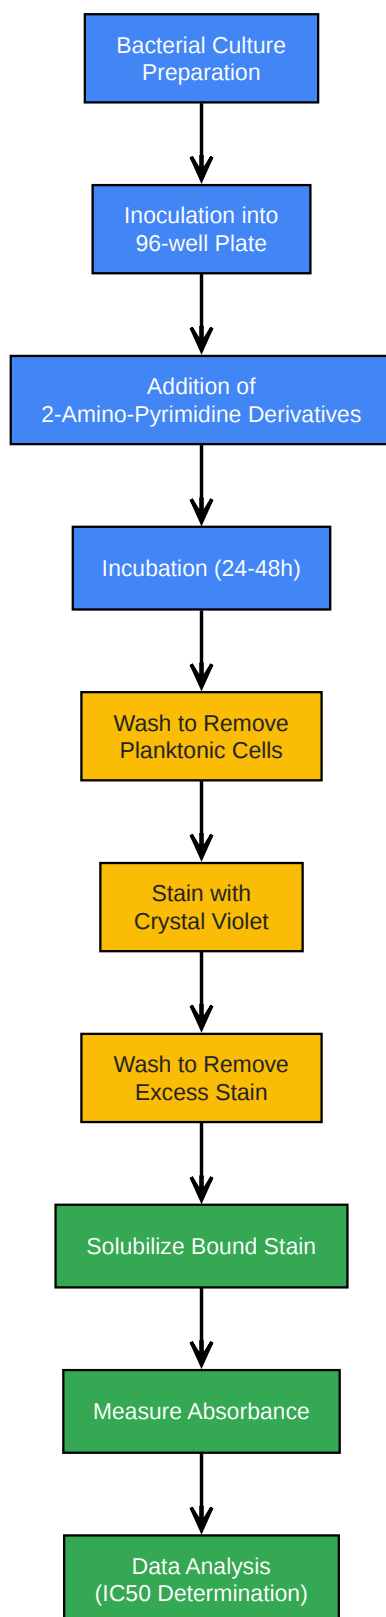 Bacterial Culture
Preparation
Inoculation into
96-well Plate
Addition of
2-Amino-Pyrimidine Derivatives
Incubation (24-48h)
Wash to Remove
Planktonic Cells
Stain with
Crystal Violet
Wash to Remove
Excess Stain
Solubilize Bound Stain
Measure Absorbance
Data Analysis
(IC50 Determination)